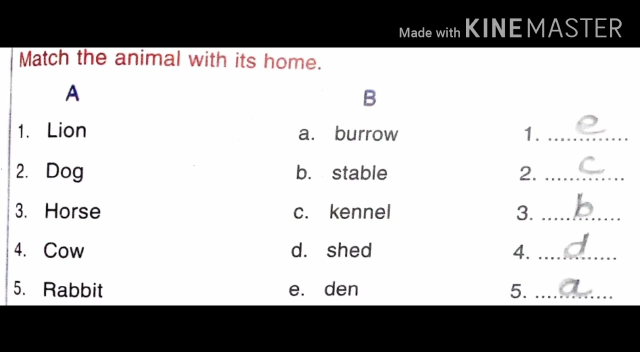 Made with KINEMASTER
Match the animal with its home.
A B
1. Lion a. burrow 1. ...e...
2. Dog b. stable 2. ...c...
3. Horse c. kennel 3. ...b...
4. Cow d. shed 4. ...d...
5. Rabbit e. den 5. ...a...